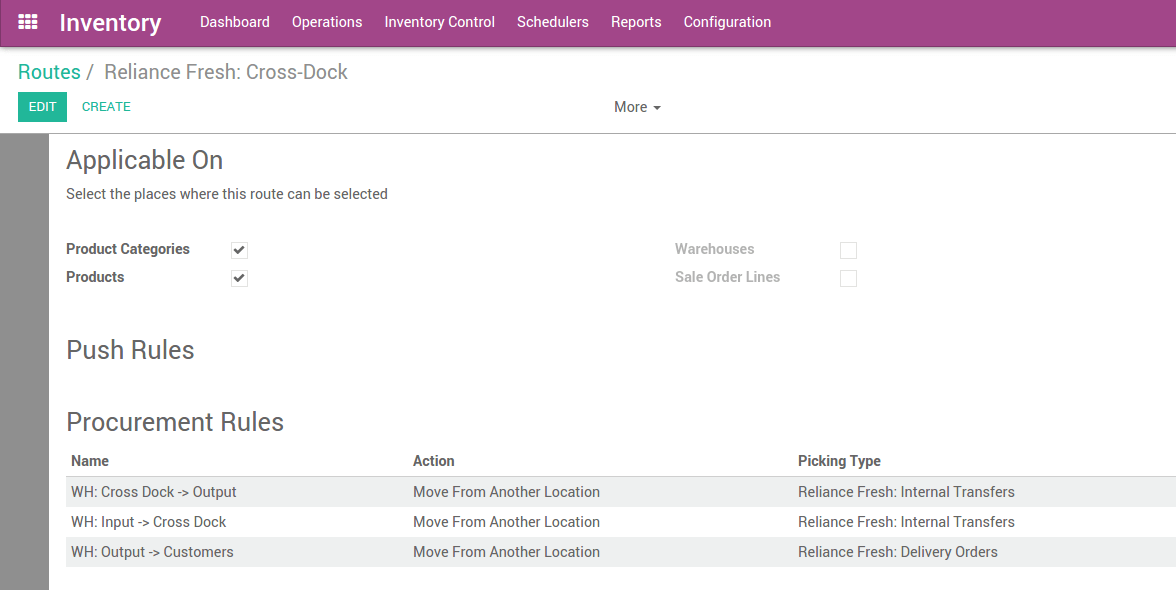 Inventory Dashboard Operations Inventory Control Schedulers Reports Configuration
Routes / Reliance Fresh: Cross-Dock
EDIT CREATE More
Applicable On
Select the places where this route can be selected
Product Categories Warehouses
Products Sale Order Lines
Push Rules
Procurement Rules
Name Action Picking Type
WH: Cross Dock -> Output Move From Another Location Reliance Fresh: Internal Transfers
WH: Input -> Cross Dock Move From Another Location Reliance Fresh: Internal Transfers
WH: Output -> Customers Move From Another Location Reliance Fresh: Delivery Orders